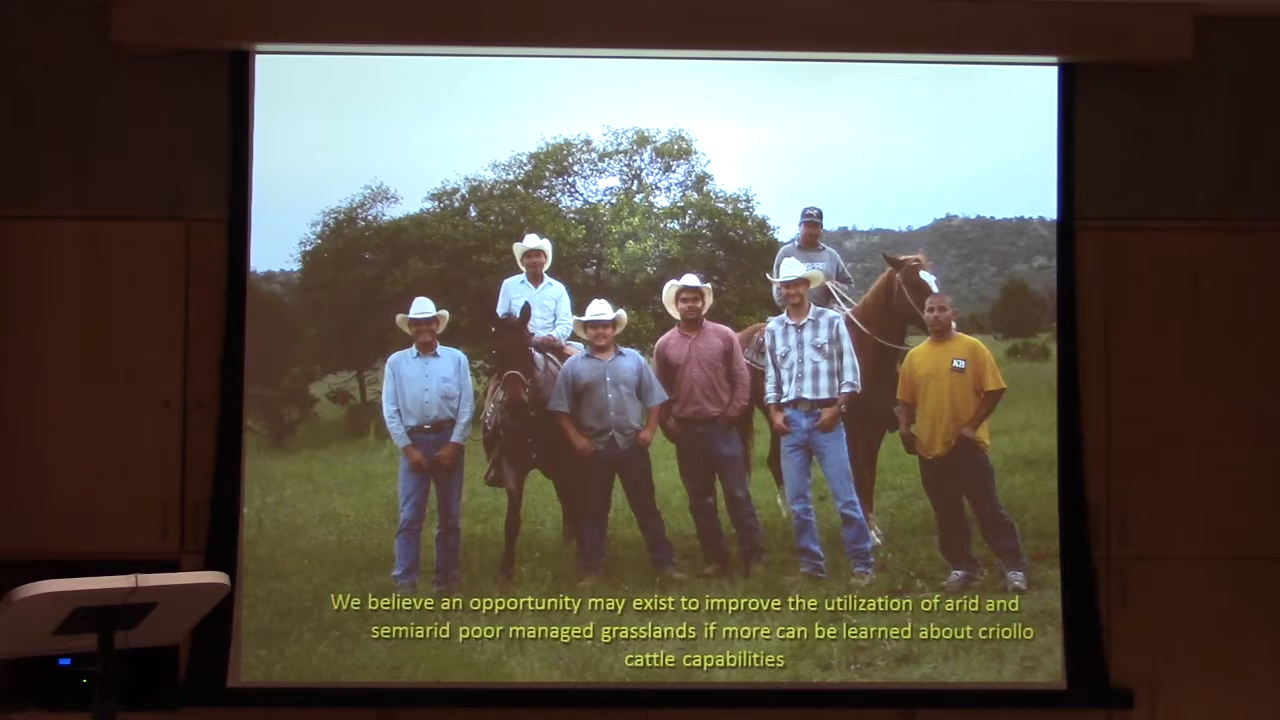 KB
We believe an opportunity may exist to improve the utilization of arid and
semiarid poor managed grasslands if more can be learned about criollo
cattle capabilities